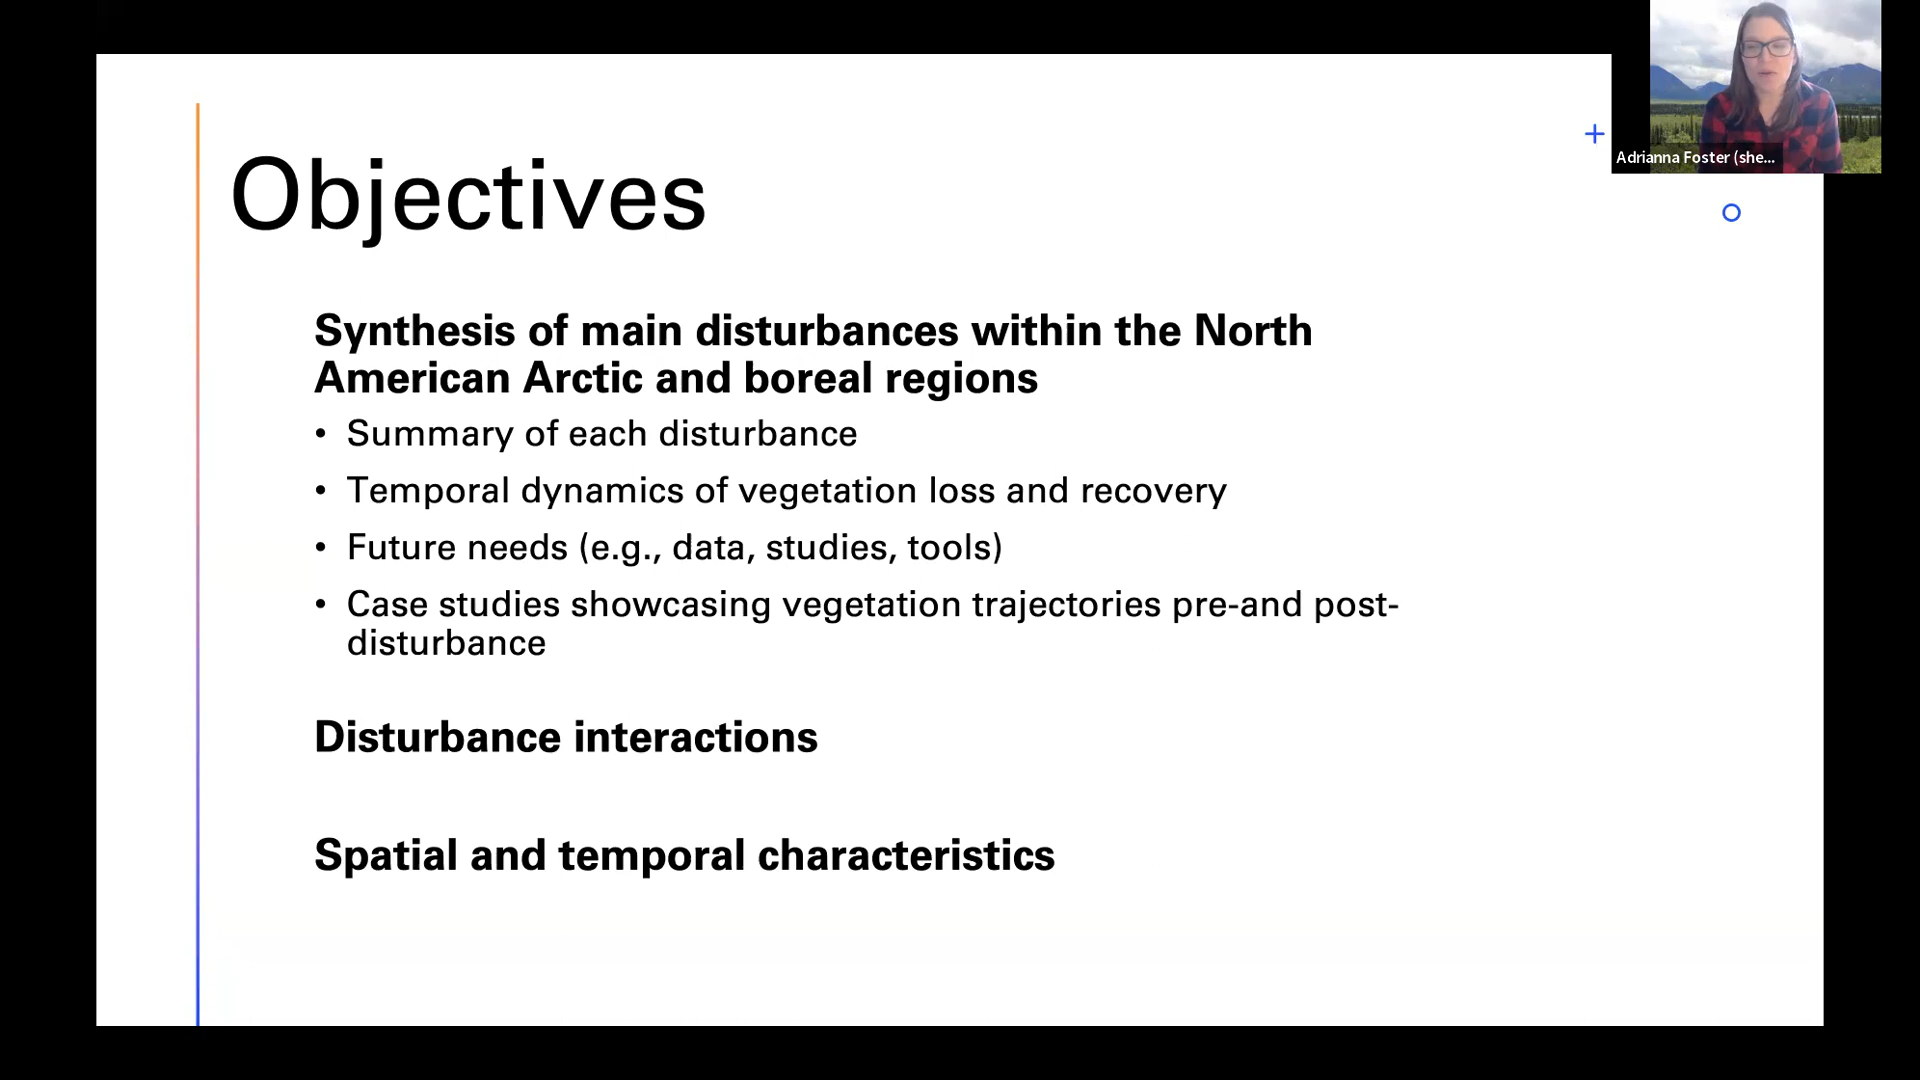 Adrianna Foster (she...
Objectives
Synthesis of main disturbances within the North
American Arctic and boreal regions
• Summary of each disturbance
• Temporal dynamics of vegetation loss and recovery
• Future needs (e.g., data, studies, tools)
• Case studies showcasing vegetation trajectories pre-and post-
disturbance
Disturbance interactions
Spatial and temporal characteristics